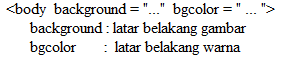 <body  background = "..."  bgcolor = " ... ">
background : latar belakang gambar
bgcolor       :  latar belakang warna